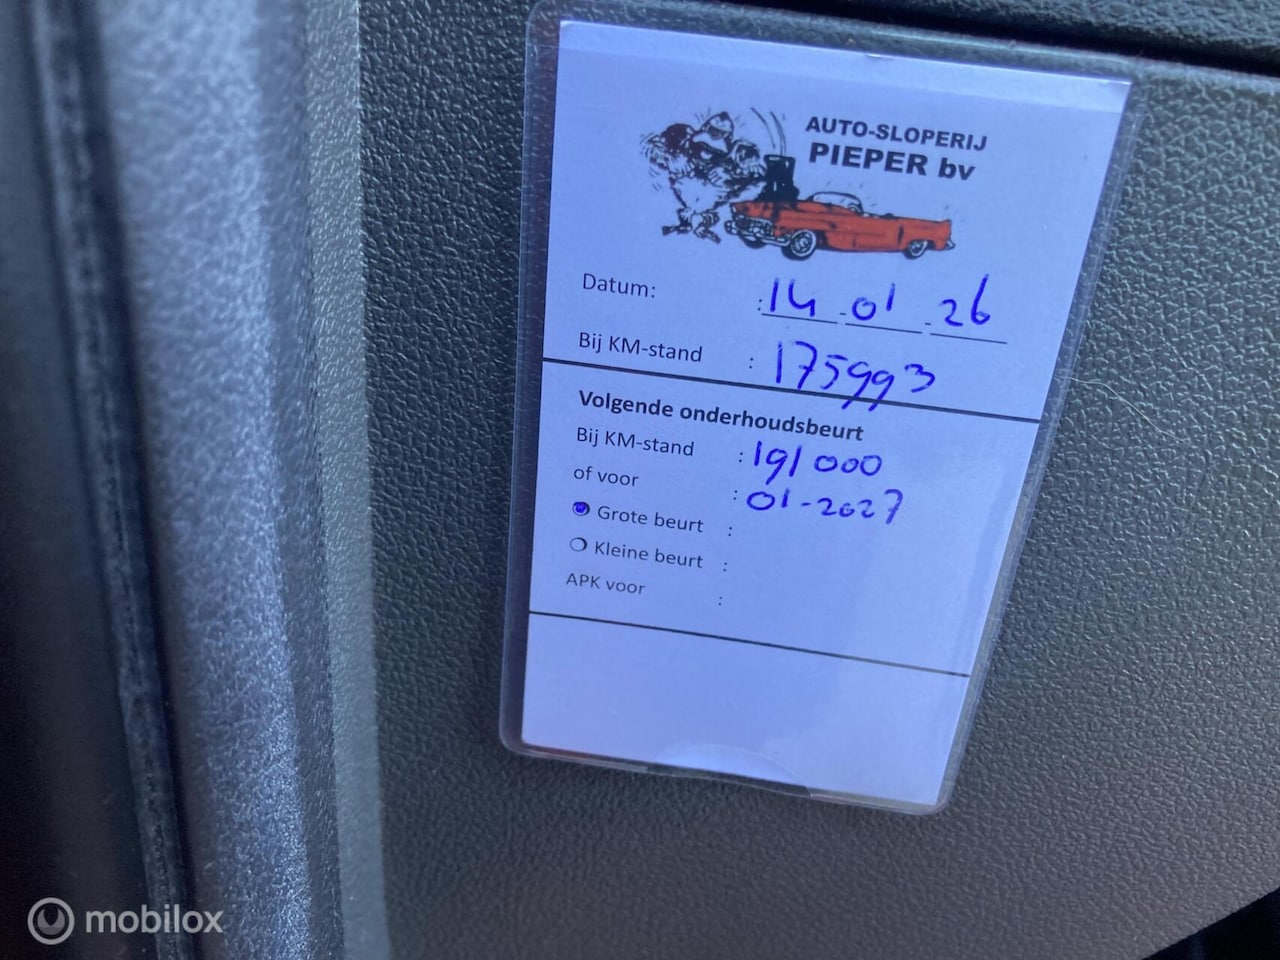 AUTO-SLOPERIJ
PIEPER bv
Datum: : 14 - 01 - 26
Bij KM-stand : 175993
Volgende onderhoudsbeurt
Bij KM-stand : 191000
of voor : 01-2027
Grote beurt :
Kleine beurt :
APK voor :
mobilox